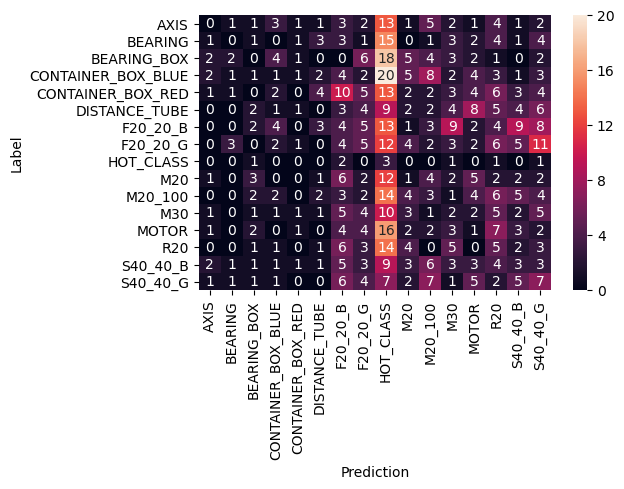 AXIS 0 1 1 3 1 1 3 2 13 1 5 2 1 4 1 2
BEARING 1 0 1 0 1 3 3 1 15 0 1 3 2 4 1 4
BEARING_BOX 2 2 0 4 1 0 0 6 18 5 4 3 2 1 0 2
CONTAINER_BOX_BLUE 2 1 1 1 1 2 4 2 20 5 8 2 4 3 1 3
CONTAINER_BOX_RED 1 1 0 2 0 4 10 5 13 2 2 3 4 6 3 4
DISTANCE_TUBE 0 0 2 1 1 0 3 4 9 2 2 4 8 5 4 6
F20_20_B 0 0 2 4 0 3 4 5 13 1 3 9 2 4 9 8
F20_20_G 0 3 0 2 1 0 4 5 12 4 2 3 2 6 5 11
HOT_CLASS 0 0 1 0 0 0 2 0 3 0 0 1 0 1 0 1
M20 1 0 3 0 0 1 6 2 12 1 4 2 5 2 2 2
M20_100 0 0 2 2 0 2 3 2 14 4 3 1 4 6 5 4
M30 1 0 1 1 1 1 5 4 10 3 1 2 2 5 2 5
MOTOR 1 0 2 0 1 0 4 4 16 2 2 3 1 7 3 2
R20 0 0 1 1 0 1 6 3 14 4 0 5 0 5 2 3
S40_40_B 2 1 1 1 1 1 5 3 9 3 6 3 3 4 3 3
S40_40_G 1 1 1 1 0 0 6 4 7 2 7 1 5 2 5 7
Label
AXIS
BEARING
BEARING_BOX
CONTAINER_BOX_BLUE
CONTAINER_BOX_RED
DISTANCE_TUBE
F20_20_B
F20_20_G
HOT_CLASS
M20
M20_100
M30
MOTOR
R20
S40_40_B
S40_40_G
Prediction
20
16
12
8
4
0